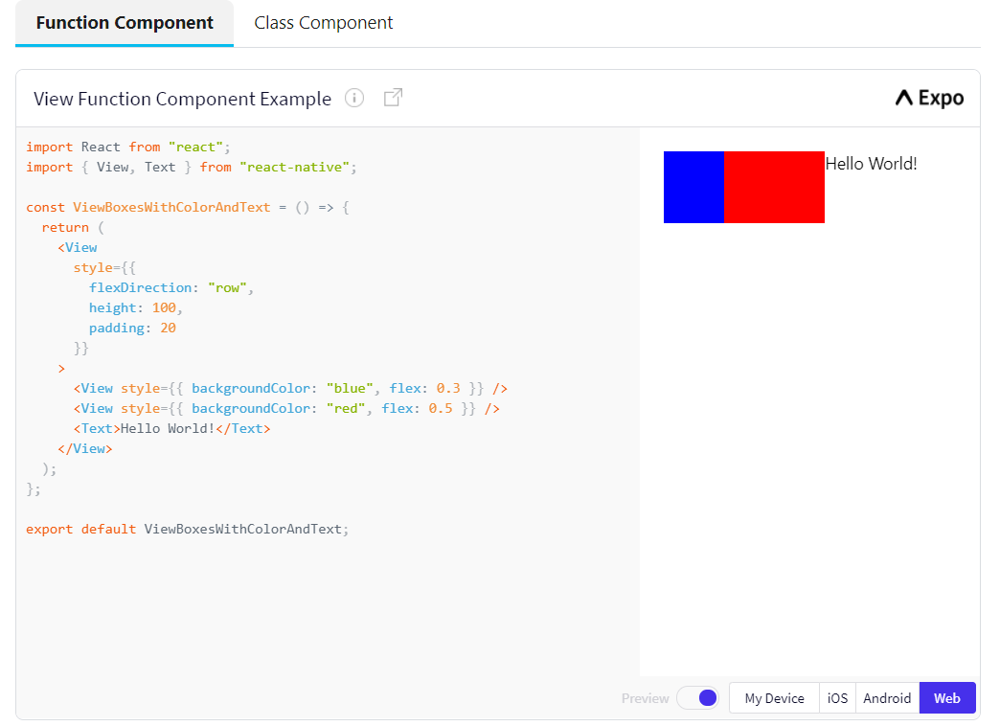 Function Component Class Component
View Function Component Example Expo
import React from "react";
import { View, Text } from "react-native";
const ViewBoxesWithColorAndText = () => {
return (
<View
style={{
flexDirection: "row",
height: 100,
padding: 20
}}
>
<View style={{ backgroundColor: "blue", flex: 0.3 }} />
<View style={{ backgroundColor: "red", flex: 0.5 }} />
<Text>Hello World!</Text>
</View>
);
};
export default ViewBoxesWithColorAndText;
Hello World!
Preview My Device iOS Android Web